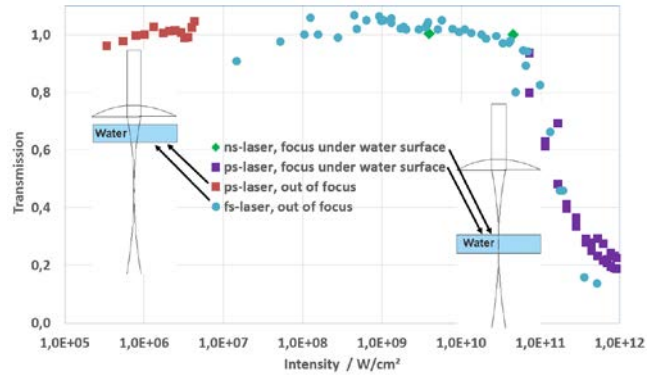 1,0
0,8
0,6
0,4
0,2
0,0
Transmission
Water
ns-laser, focus under water surface
ps-laser, focus under water surface
ps-laser, out of focus
fs-laser, out of focus
Water
1,0E+05 1,0E+06 1,0E+07 1,0E+08 1,0E+09 1,0E+10 1,0E+11 1,0E+12
Intensity / W/cm²